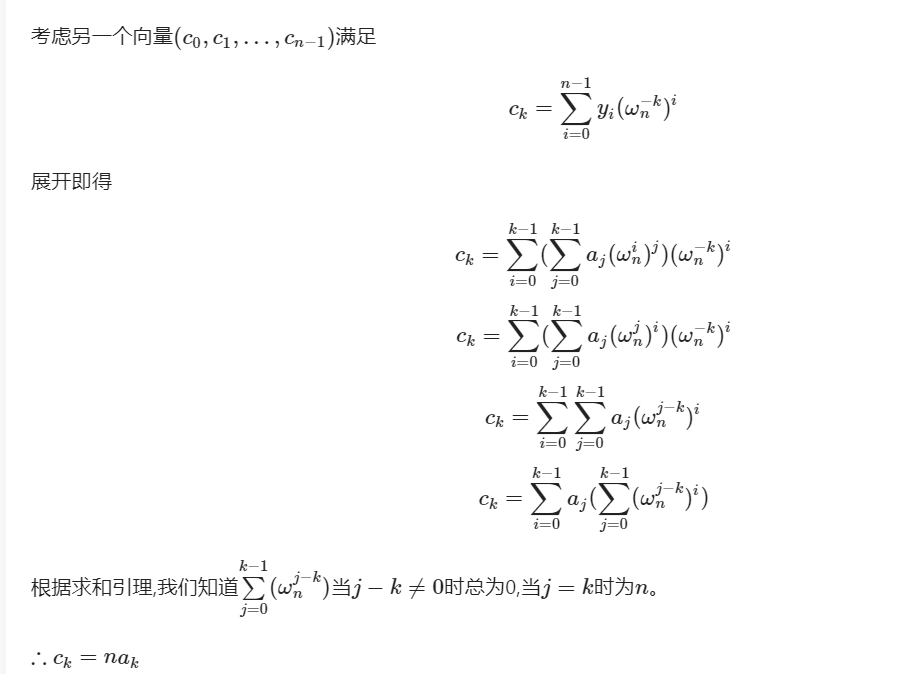 考虑另一个向量$(c_0, c_1, \ldots, c_{n-1})$满足
$c_k = \sum_{i=0}^{n-1} y_i (\omega_n^{-k})^i$
展开即得
$c_k = \sum_{i=0}^{k-1} (\sum_{j=0}^{k-1} a_j (\omega_n^i)^j) (\omega_n^{-k})^i$
$c_k = \sum_{i=0}^{k-1} (\sum_{j=0}^{k-1} a_j (\omega_n^j)^i) (\omega_n^{-k})^i$
$c_k = \sum_{i=0}^{k-1} \sum_{j=0}^{k-1} a_j (\omega_n^{j-k})^i$
$c_k = \sum_{i=0}^{k-1} a_j (\sum_{j=0}^{k-1} (\omega_n^{j-k})^i)$
根据求和引理,我们知道$\sum_{j=0}^{k-1} (\omega_n^{j-k})$当$j - k \neq 0$时总为0,当$j = k$时为$n$。
$\therefore c_k = na_k$